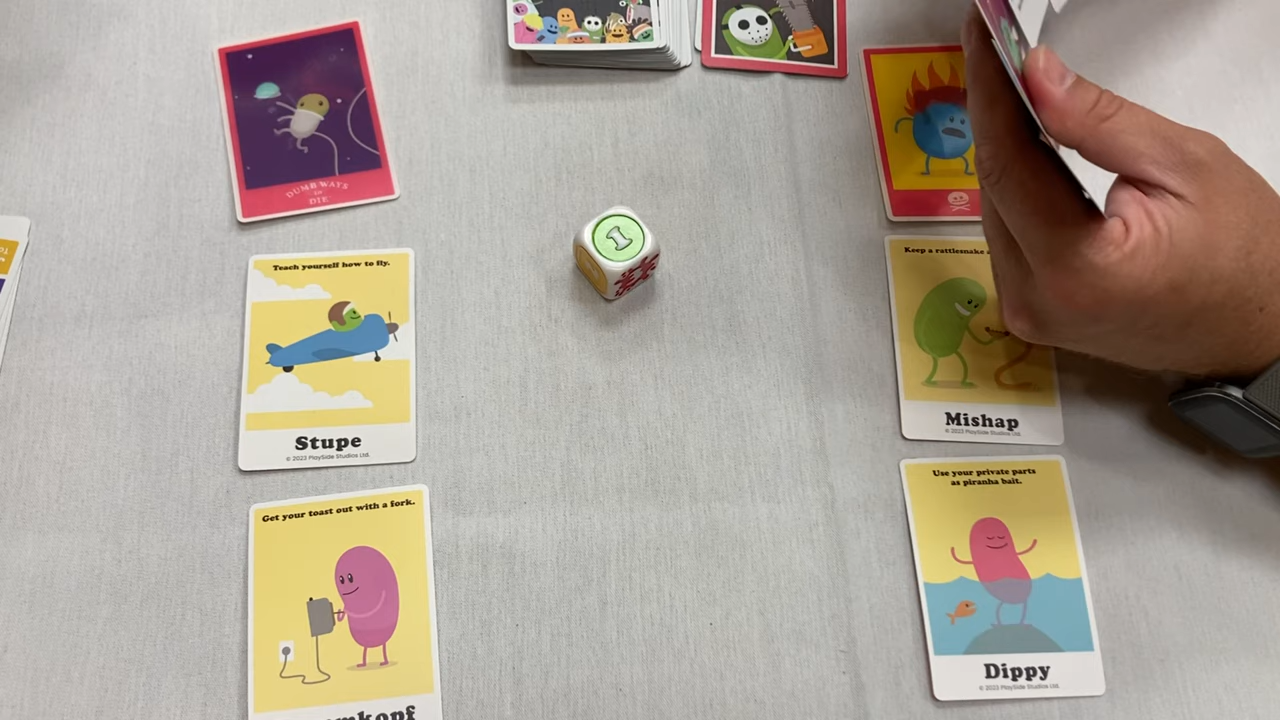 DUMB WAYS
TO
DIE
Teach yourself how to fly.
Stupe
© 2023 PlaySide Studios Ltd.
Get your toast out with a fork.
I
Keep a rattlesnake
Mishap
© 2023 PlaySide Studios Ltd.
Use your private parts
as piranha bait.
Dippy
© 2023 PlaySide Studios Ltd.